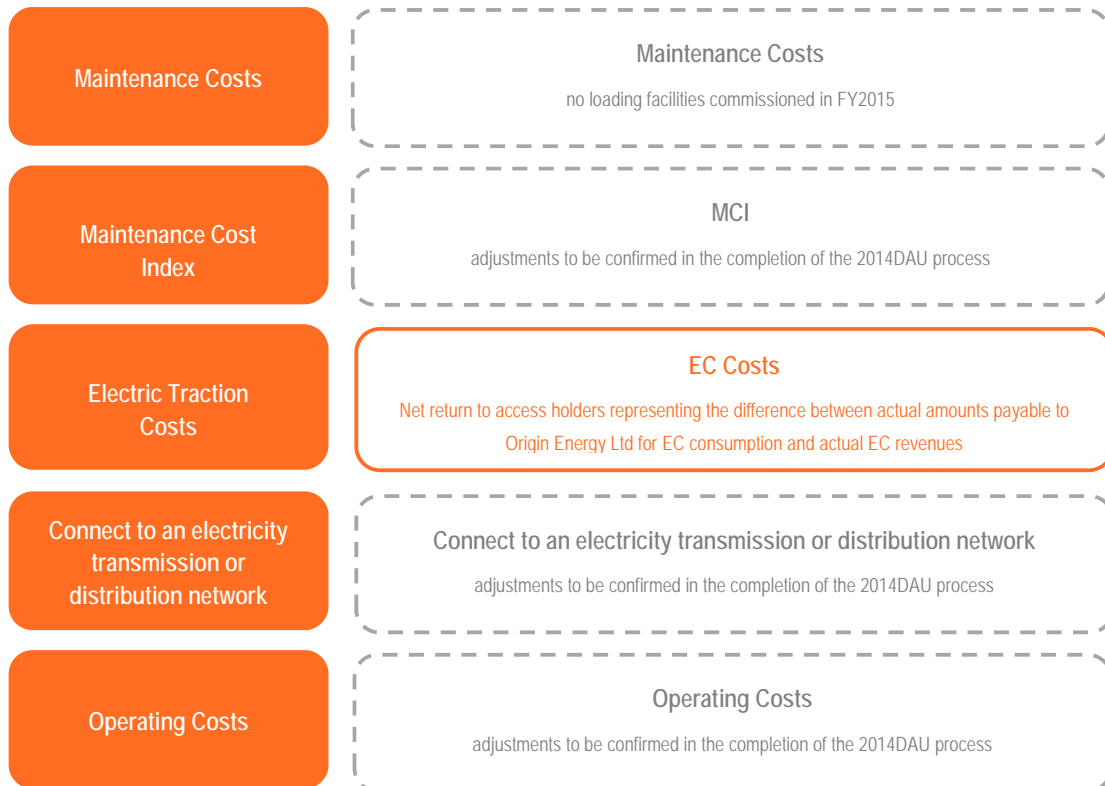 Maintenance Costs
Maintenance Costs
no loading facilities commissioned in FY2015
Maintenance Cost
Index
MCI
adjustments to be confirmed in the completion of the 2014DAU process
Electric Traction
Costs
EC Costs
Net return to access holders representing the difference between actual amounts payable to
Origin Energy Ltd for EC consumption and actual EC revenues
Connect to an electricity
transmission or
distribution network
Connect to an electricity transmission or distribution network
adjustments to be confirmed in the completion of the 2014DAU process
Operating Costs
Operating Costs
adjustments to be confirmed in the completion of the 2014DAU process